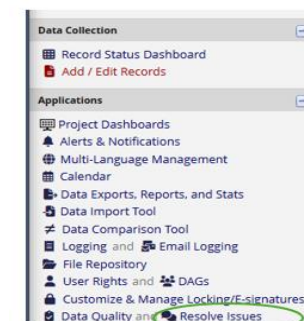 Data Collection
Record Status Dashboard
Add / Edit Records
Applications
Project Dashboards
Alerts & Notifications
Multi-Language Management
Calendar
Data Exports, Reports, and Stats
Data Import Tool
Data Comparison Tool
Logging and Email Logging
File Repository
User Rights and DAGs
Customize & Manage Locking/E-signatures
Data Quality and Resolve Issues